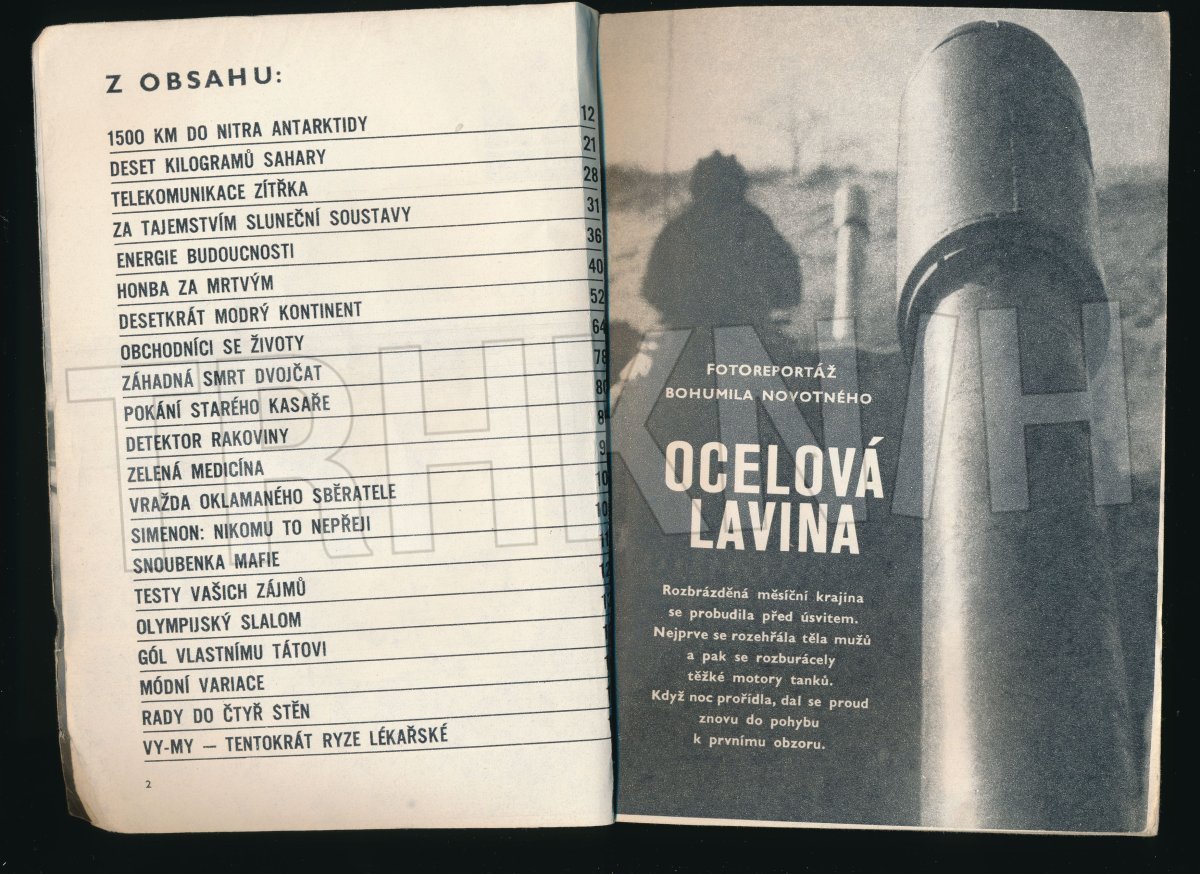 Z OBSAHU:
1500 KM DO NITRA ANTARKTIDY 12
DESET KILOGRAMŮ SAHARY 21
TELEKOMUNIKACE ZÍTŘKA 28
ZA TAJEMSTVÍM SLUNEČNÍ SOUSTAVY 31
ENERGIE BUDOUCNOSTI 36
HONBA ZA MRTVÝM 40
DESETKRÁT MODRÝ KONTINENT 52
OBCHODNÍCI SE ŽIVOTY 64
ZÁHADNÁ SMRT DVOJČAT 78
POKÁNÍ STARÉHO KASAŘE 80
DETEKTOR RAKOVINY
ZELENÁ MEDICÍNA
VRAŽDA OKLAMANÉHO SBĚRATELE
SIMENON: NIKOMU TO NEPŘEJI
SNOUBENKA MAFIE
TESTY VAŠICH ZÁJMŮ
OLYMPIJSKÝ SLALOM
GÓL VLASTNÍMU TÁTOVI
MÓDNÍ VARIACE
RADY DO ČTYŘ STĚN
VY-MY — TENTOKRÁT RYZE LÉKAŘSKÉ
2
FOTOREPORTÁŽ
BOHUMILA NOVOTNÉHO
OCELOVÁ
LAVINA
Rozbrázděná měsíční krajina
se probudila před úsvitem.
Nejprve se rozehřála těla mužů
a pak se rozburácely
těžké motory tanků.
Když noc prořídla, dal se proud
znovu do pohybu
k prvnímu obzoru.
TRHKNIH